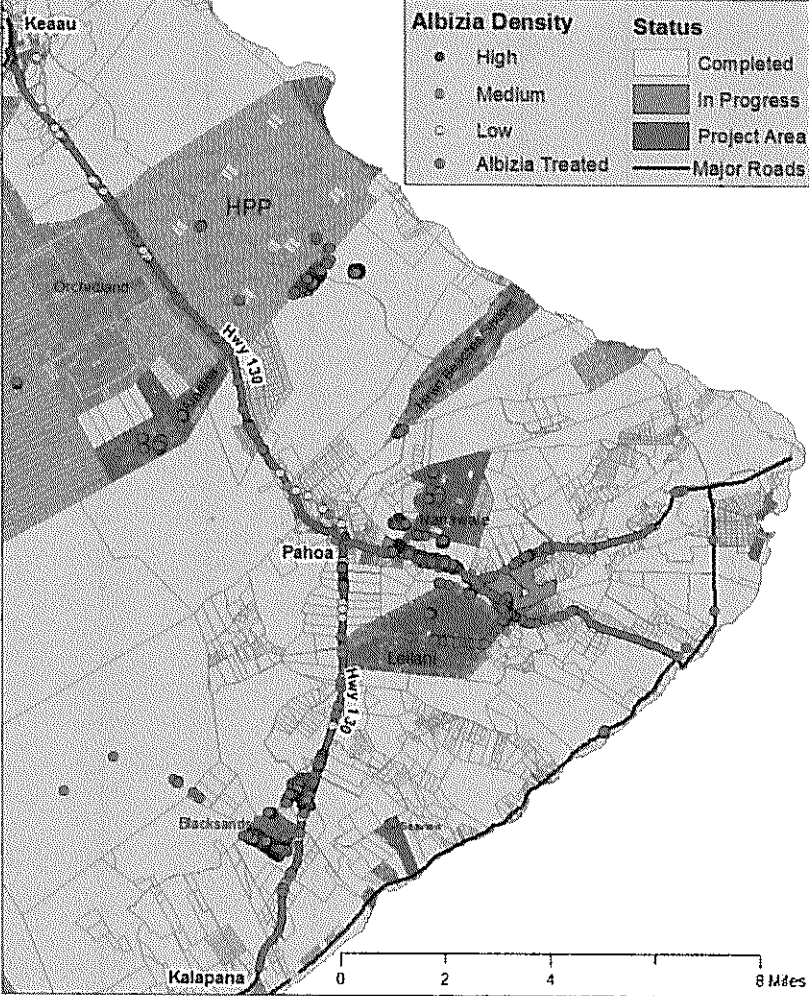 Keaau
Albizia Density
High
Medium
Low
Albizia Treated
Status
Completed
In Progress
Project Area
Major Roads
HPP
Orchidland
Hwy 130
Pahoa
Leilani
Hwy 130
Blacksands
Kalapana
0 2 4 8 Miles